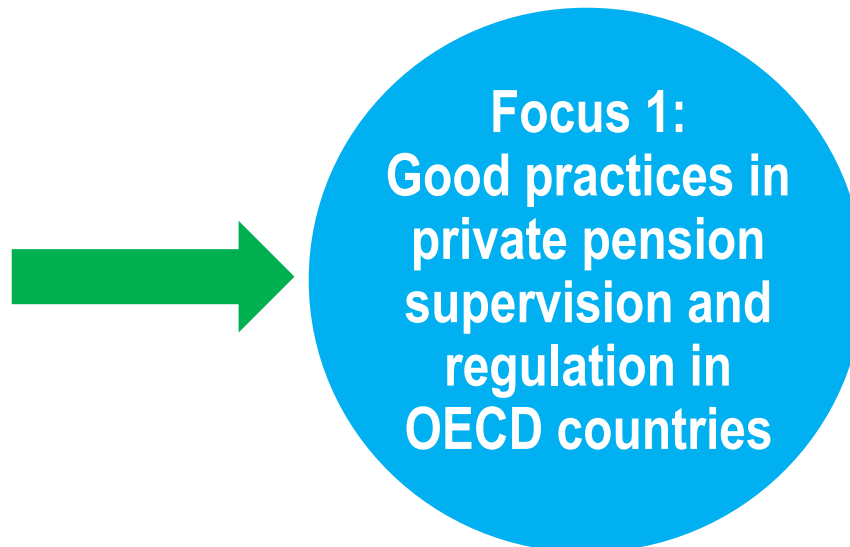 Focus 1:
Good practices in
private pension
supervision and
regulation in
OECD countries